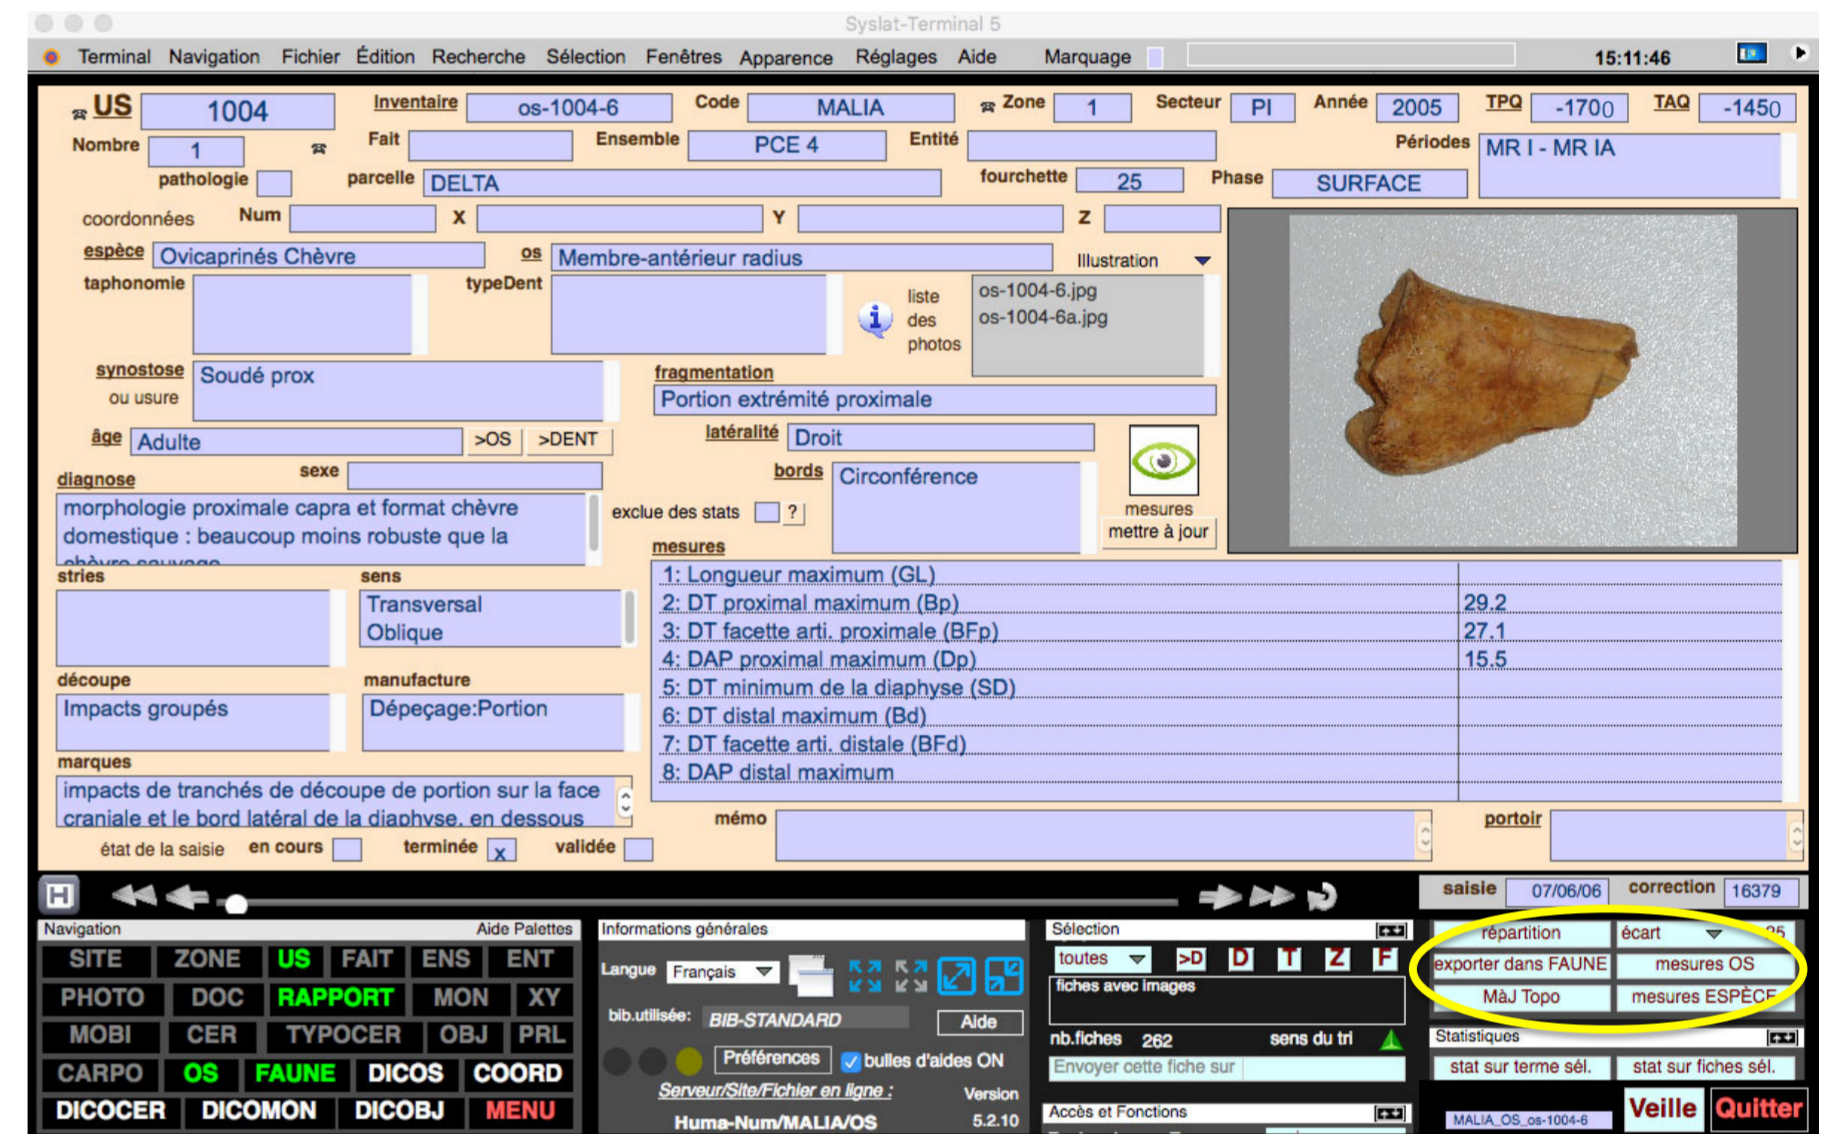 Syslat-Terminal 5
Terminal Navigation Fichier Édition Recherche Sélection Fenêtres Apparence Réglages Aide Marquage 15:11:46
US 1004 Inventaire os-1004-6 Code MALIA Zone 1 Secteur PI Année 2005 TPQ -1700 TAQ -1450
Nombre 1 Fait Ensemble PCE 4 Entité Périodes MR I - MR IA
pathologie parcelle DELTA fourchette 25 Phase SURFACE
coordonnées Num X Y Z
espèce Ovicaprinés Chèvre os Membre-antérieur radius Illustration
taphonomie typeDent
liste des photos
os-1004-6.jpg
os-1004-6a.jpg
synostose ou usure Soudé prox
fragmentation
Portion extrémité proximale
âge Adulte >OS >DENT latéralité Droit
sexe
bords Circonférence
diagnose
morphologie proximale capra et format chèvre
domestique : beaucoup moins robuste que la
chèvre sauvage
exclue des stats ?
mesures
mettre à jour
mesures
1: Longueur maximum (GL)
2: DT proximal maximum (Bp) 29.2
3: DT facette arti. proximale (BFp) 27.1
4: DAP proximal maximum (Dp) 15.5
5: DT minimum de la diaphyse (SD)
6: DT distal maximum (Bd)
7: DT facette arti. distale (BFd)
8: DAP distal maximum
stries sens
Transversal
Oblique
découpe manufacture
Impacts groupés Dépeçage:Portion
marques
impacts de tranchés de découpe de portion sur la face
craniale et le bord latéral de la diaphyse, en dessous
mémo portoir
état de la saisie en cours terminée x validée
H
saisie 07/06/06 correction 16379
Navigation Aide Palettes
SITE ZONE US FAIT ENS ENT
PHOTO DOC RAPPORT MON XY
MOBI CER TYPOCER OBJ PRL
CARPO OS FAUNE DICOS COORD
DICOCER DICOMON DICOBJ MENU
Informations générales
Langue Français
bib.utilisée: BIB-STANDARD Aide
Préférences bulles d'aides ON
Serveur/Site/Fichier en ligne : Version
Huma-Num/MALIA/OS 5.2.10
Sélection
toutes >D D T Z F
fiches avec images
nb.fiches 262 sens du tri
Envoyer cette fiche sur
Accès et Fonctions
répartition écart 25
exporter dans FAUNE mesures OS
MàJ Topo mesures ESPÈCE
Statistiques
stat sur terme sél. stat sur fiches sél.
MALIA_OS_os-1004-6 Veille Quitter